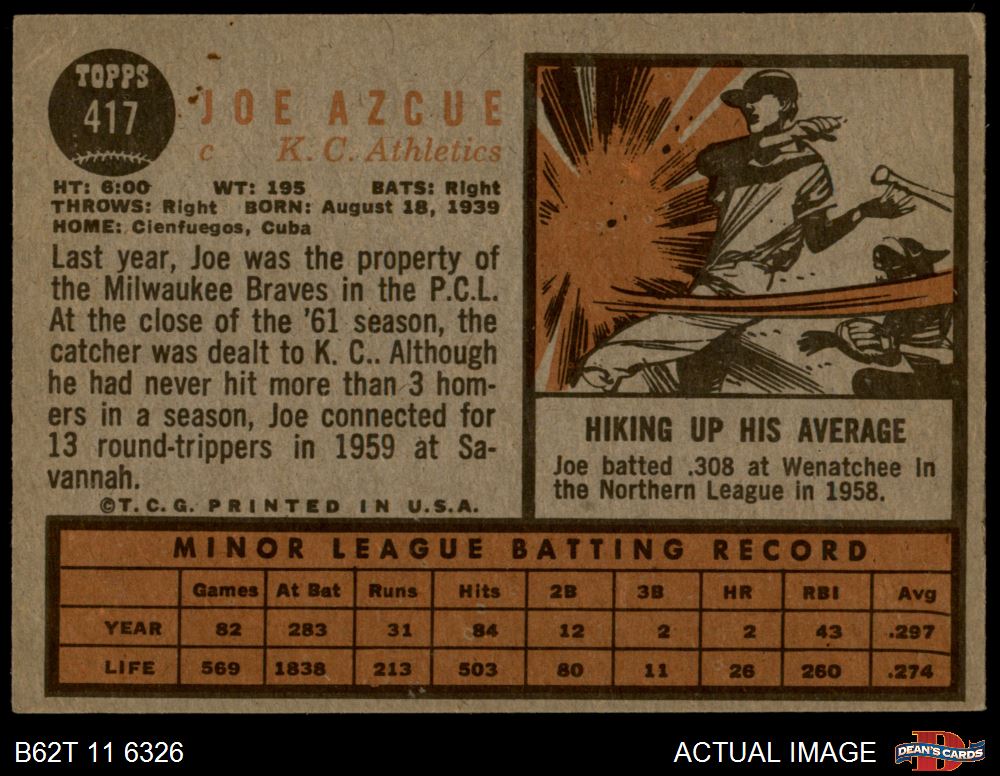 TOPPS
417
JOE AZCUE
c K. C. Athletics
HT: 6:00 WT: 195 BATS: Right
THROWS: Right BORN: August 18, 1939
HOME: Cienfuegos, Cuba
Last year, Joe was the property of
the Milwaukee Braves in the P.C.L.
At the close of the '61 season, the
catcher was dealt to K. C.. Although
he had never hit more than 3 hom-
ers in a season, Joe connected for
13 round-trippers in 1959 at Sa-
vannah.
©T. C. G. PRINTED IN U.S.A.
HIKING UP HIS AVERAGE
Joe batted .308 at Wenatchee in
the Northern League in 1958.
MINOR LEAGUE BATTING RECORD
Games At Bat Runs Hits 2B 3B HR RBI Avg
YEAR 82 283 31 84 12 2 2 43 .297
LIFE 569 1838 213 503 80 11 26 260 .274
B62T 11 6326
ACTUAL IMAGE
D
DEAN'S CARDS